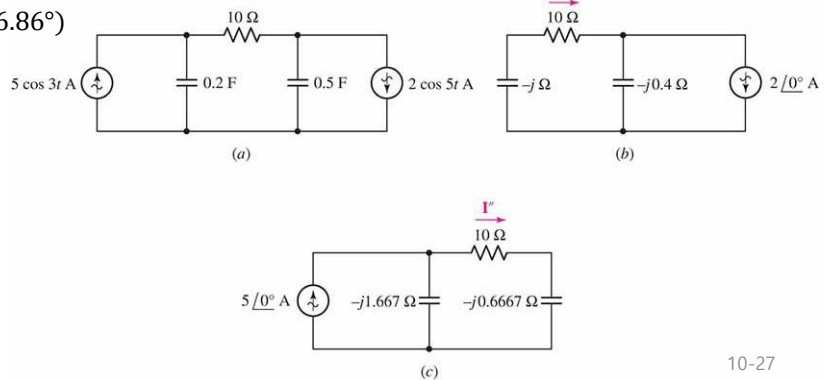 6.86°)
10 Ω
5 cos 3t A
0.2 F
0.5 F
2 cos 5t A
(a)
10 Ω
–j Ω
–j0.4 Ω
2/0° A
(b)
I″
10 Ω
5/0° A
–j1.667 Ω
–j0.6667 Ω
(c)
10-27